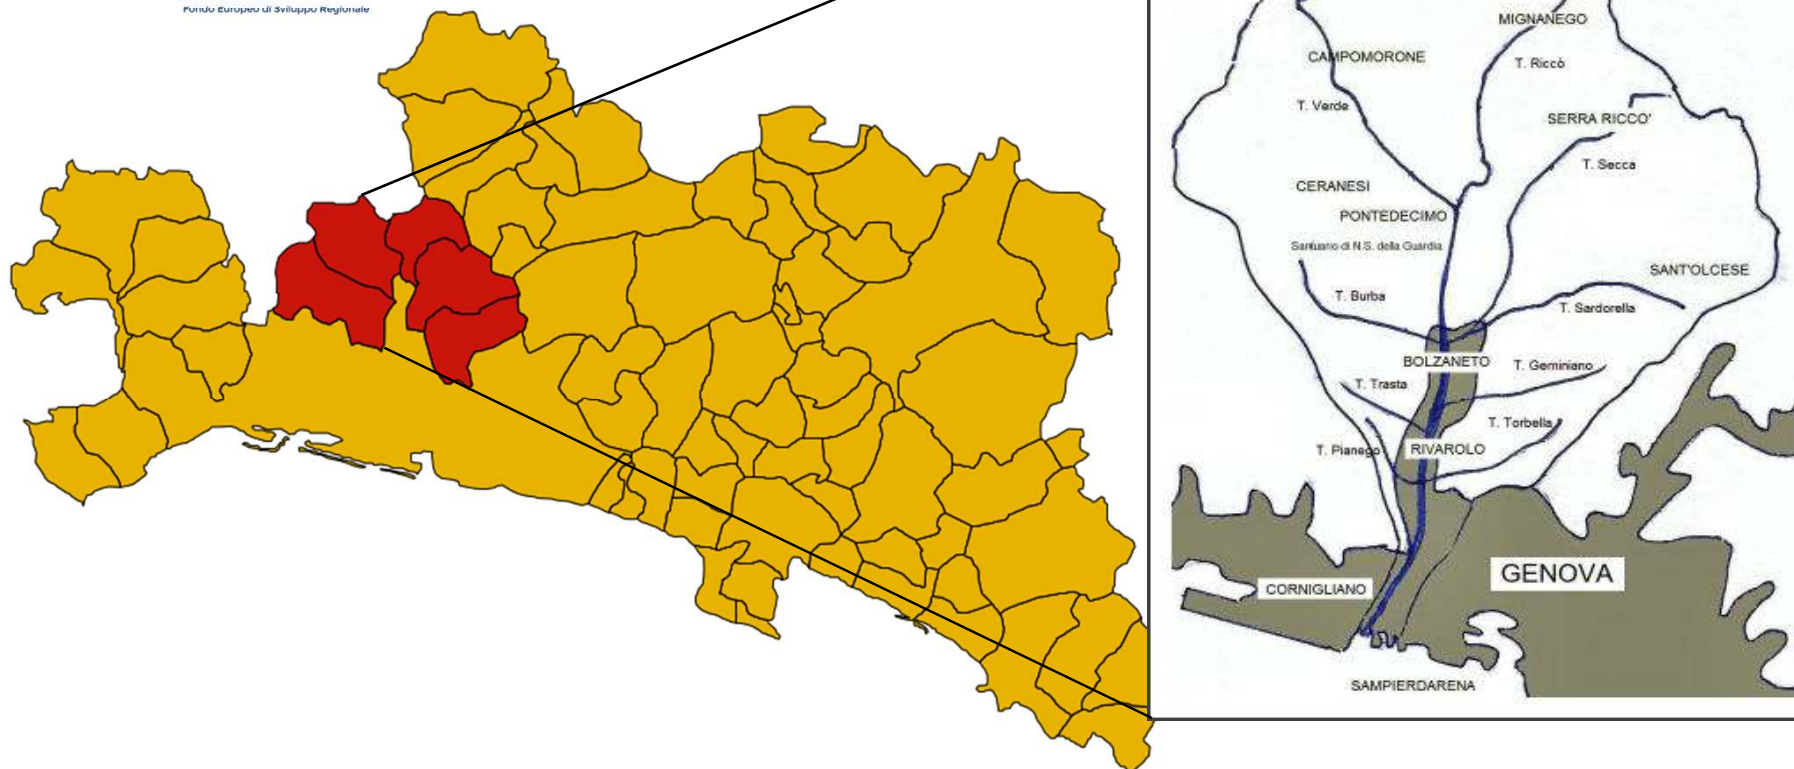 Fondo Europeo di Sviluppo Regionale
MIGNANEGO
CAMPOMORONE
T. Riccò
T. Verde
SERRA RICCO'
T. Secca
CERANESI
PONTEDECIMO
Santuario di N.S. della Guardia
SANT'OLCESE
T. Burba
T. Sardorella
BOLZANETO
T. Geminiano
T. Trasta
T. Torbella
T. Pianego
RIVAROLO
GENOVA
CORNIGLIANO
SAMPIERDARENA